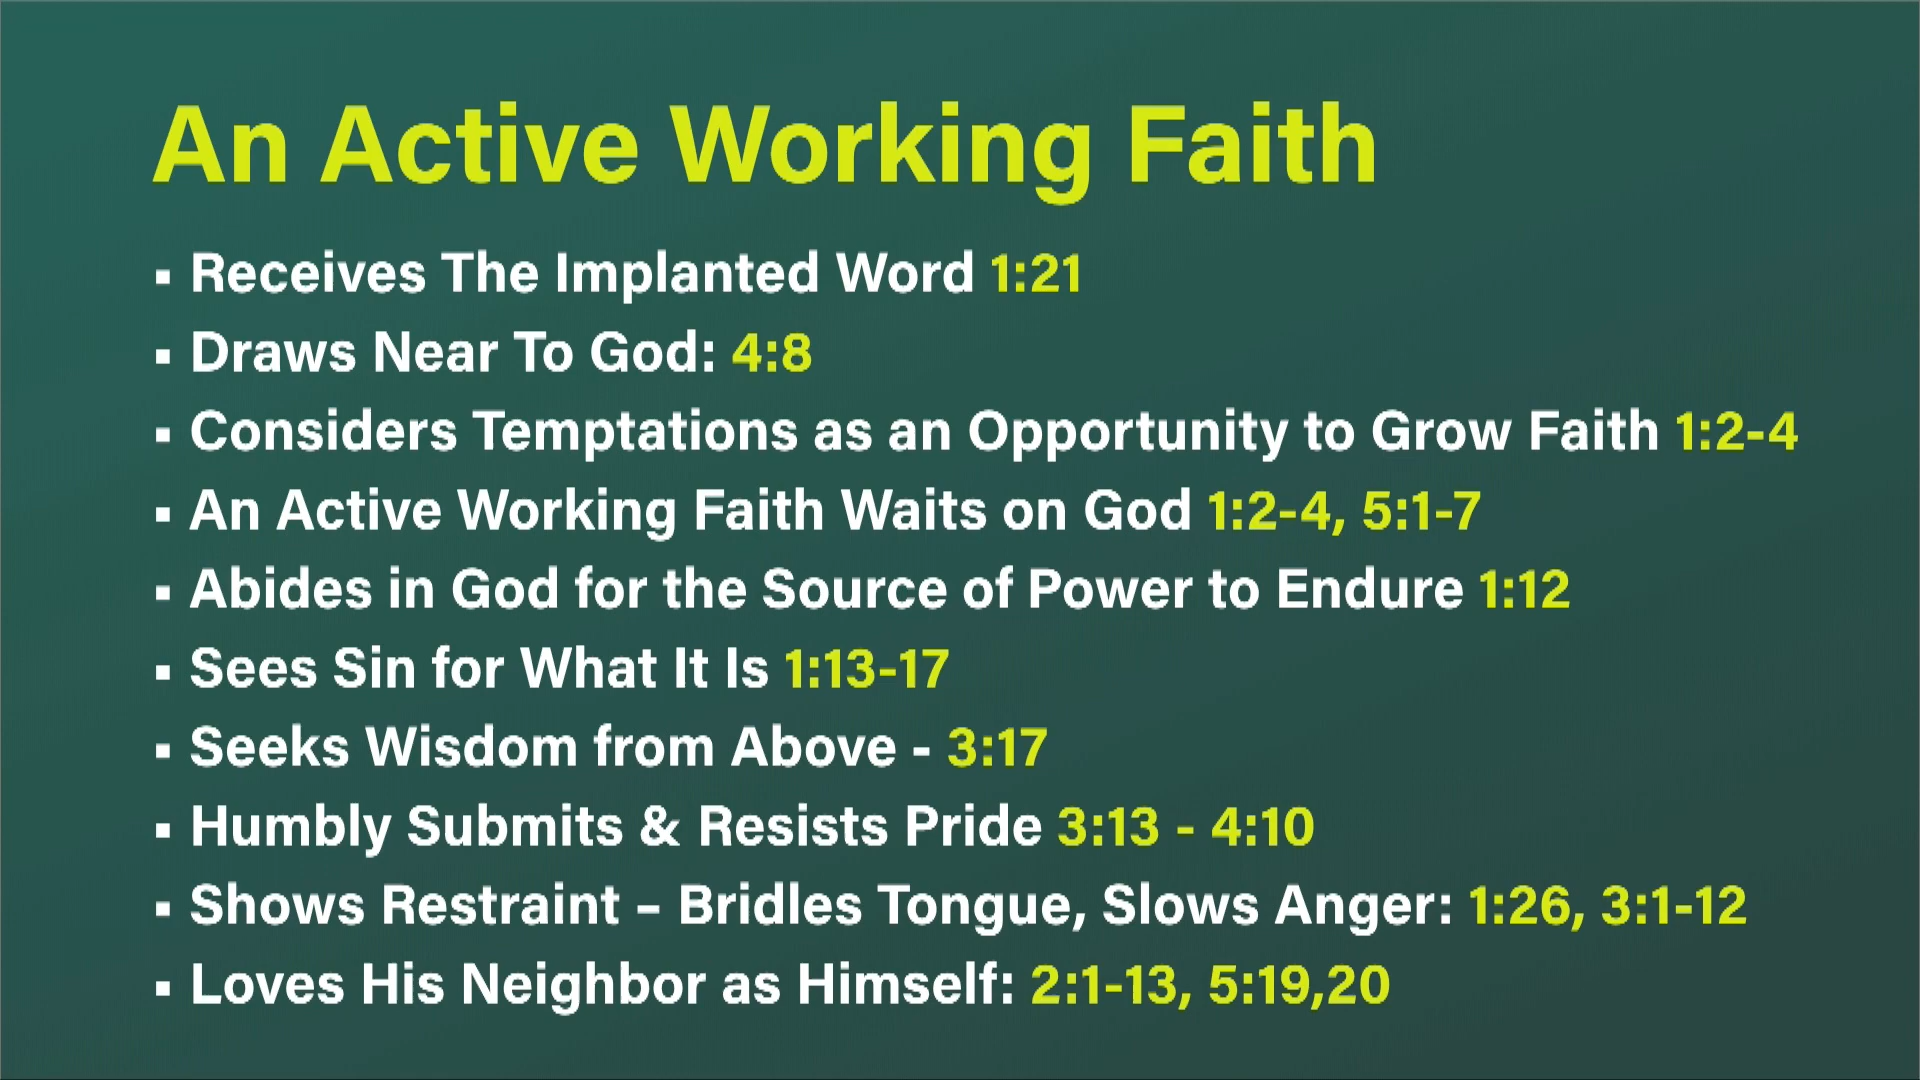 An Active Working Faith
▪ Receives The Implanted Word 1:21
▪ Draws Near To God: 4:8
▪ Considers Temptations as an Opportunity to Grow Faith 1:2-4
▪ An Active Working Faith Waits on God 1:2-4, 5:1-7
▪ Abides in God for the Source of Power to Endure 1:12
▪ Sees Sin for What It Is 1:13-17
▪ Seeks Wisdom from Above - 3:17
▪ Humbly Submits & Resists Pride 3:13 - 4:10
▪ Shows Restraint – Bridles Tongue, Slows Anger: 1:26, 3:1-12
▪ Loves His Neighbor as Himself: 2:1-13, 5:19,20